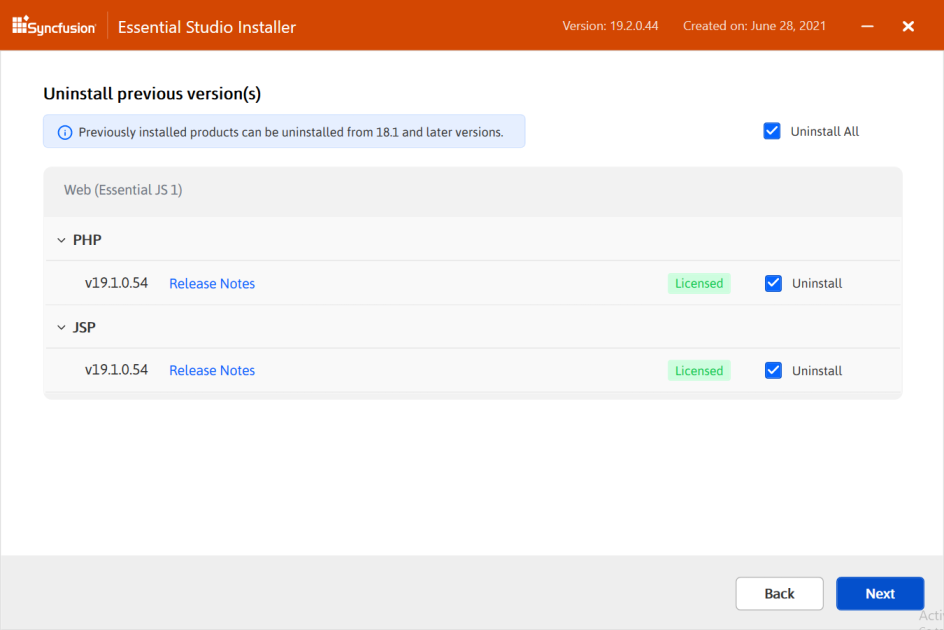 Syncfusion Essential Studio Installer Version: 19.2.0.44 Created on: June 28, 2021
Uninstall previous version(s)
Previously installed products can be uninstalled from 18.1 and later versions. Uninstall All
Web (Essential JS 1)
PHP
v19.1.0.54 Release Notes Licensed Uninstall
JSP
v19.1.0.54 Release Notes Licensed Uninstall
Back Next
Acti